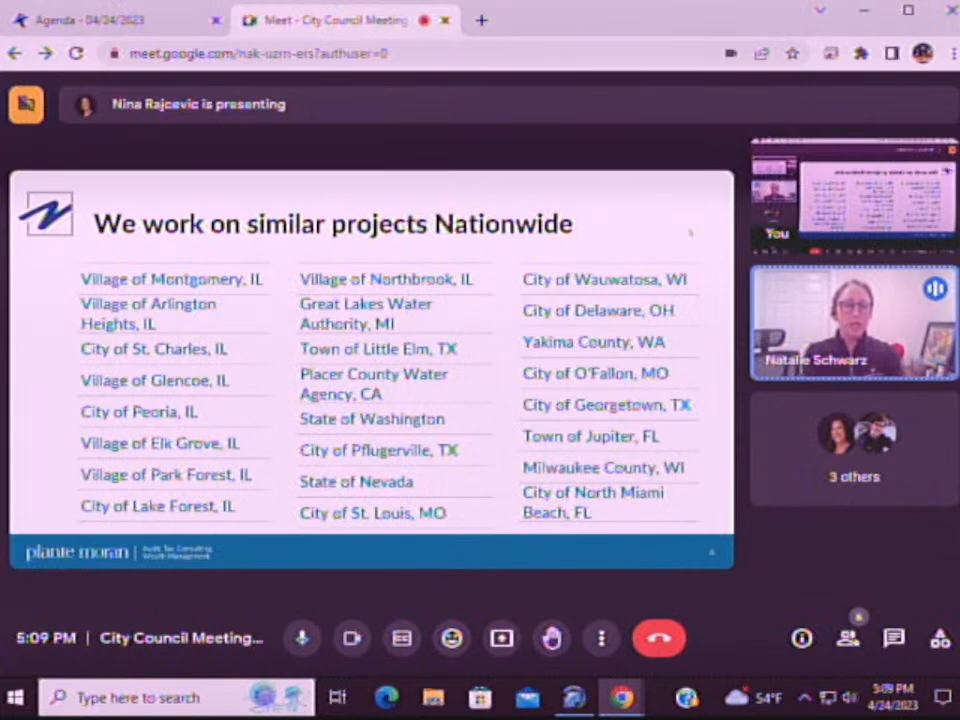 Agenda - 04/24/2023
Meet - City Council Meeting
meet.google.com/nak-uzrn-ers?authuser=0
Nina Rajcevic is presenting
We work on similar projects Nationwide
Village of Montgomery, IL
Village of Arlington
Heights, IL
City of St. Charles, IL
Village of Glencoe, IL
City of Peoria, IL
Village of Elk Grove, IL
Village of Park Forest, IL
City of Lake Forest, IL
Village of Northbrook, IL
Great Lakes Water
Authority, MI
Town of Little Elm, TX
Placer County Water
Agency, CA
State of Washington
City of Pflugerville, TX
State of Nevada
City of St. Louis, MO
City of Wauwatosa, WI
City of Delaware, OH
Yakima County, WA
City of O'Fallon, MO
City of Georgetown, TX
Town of Jupiter, FL
Milwaukee County, WI
City of North Miami
Beach, FL
plante moran | Audit. Tax. Consulting.
Wealth Management.
You
Natalie Schwarz
3 others
5:09 PM | City Council Meeting...
Type here to search
54°F
5:09 PM
4/24/2023